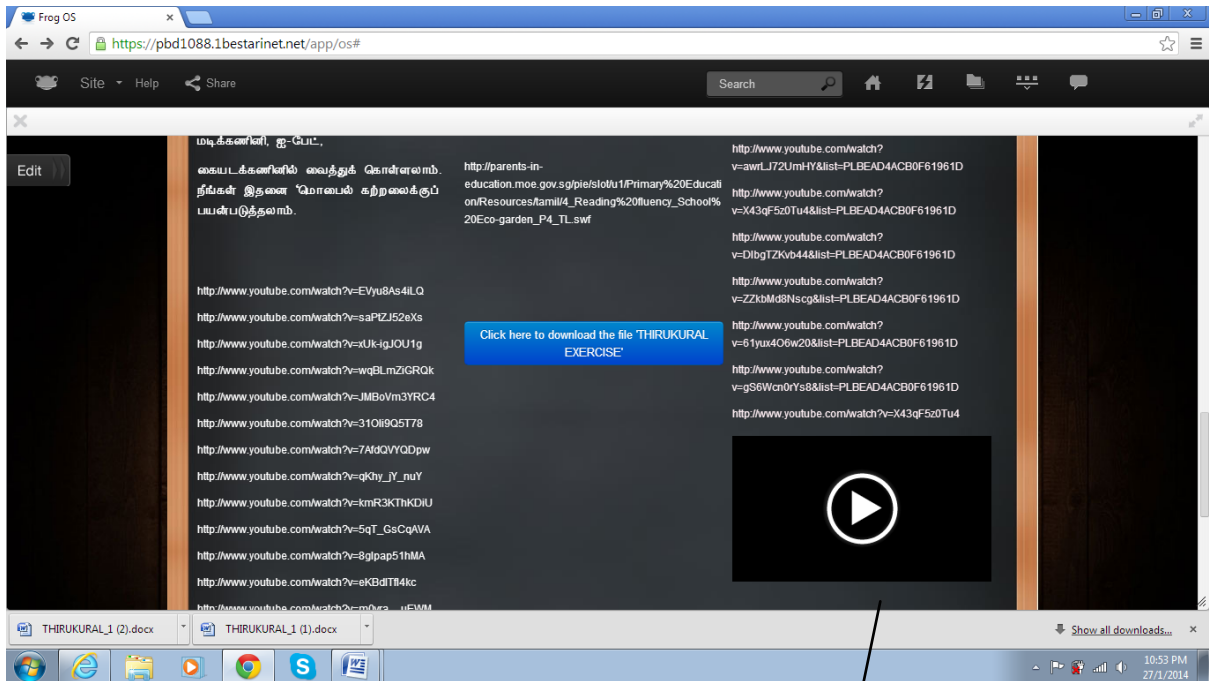 Frog OS
https://pbd1088.1bestarinet.net/app/os#
Site Help Share Search
Edit
மடிக்கணினி, ஐ-பேட்,
கையடக்கணினில் வைத்துக் கொள்ளலாம்.
நீங்கள் இதனை 'மொபைல் கற்றலைக்குப்
பயன்படுத்தலாம்.
http://www.youtube.com/watch?v=EVyu8As4iLQ
http://www.youtube.com/watch?v=saPtZJ52eXs
http://www.youtube.com/watch?v=xUk-igJOU1g
http://www.youtube.com/watch?v=wqBLmZiGRQk
http://www.youtube.com/watch?v=JMBoVm3YRC4
http://www.youtube.com/watch?v=31Oli9Q5T78
http://www.youtube.com/watch?v=7AfdQVYQDpw
http://www.youtube.com/watch?v=qKhy_jY_nuY
http://www.youtube.com/watch?v=kmR3KThKDiU
http://www.youtube.com/watch?v=5qT_GsCqAVA
http://www.youtube.com/watch?v=8glpap51hMA
http://www.youtube.com/watch?v=eKBdlTfl4kc
http://parents-in-
education.moe.gov.sg/pie/slot/u1/Primary%20Educati
on/Resources/tamil/4_Reading%20fluency_School%
20Eco-garden_P4_TL.swf
Click here to download the file 'THIRUKURAL
EXERCISE'
http://www.youtube.com/watch?
v=awrLJ72UmHY&list=PLBEAD4ACB0F61961D
http://www.youtube.com/watch?
v=X43qF5z0Tu4&list=PLBEAD4ACB0F61961D
http://www.youtube.com/watch?
v=DlbgTZKvb44&list=PLBEAD4ACB0F61961D
http://www.youtube.com/watch?
v=ZZkbMd8Nscg&list=PLBEAD4ACB0F61961D
http://www.youtube.com/watch?
v=61yux4O6w20&list=PLBEAD4ACB0F61961D
http://www.youtube.com/watch?
v=gS6Wcn0rYs8&list=PLBEAD4ACB0F61961D
http://www.youtube.com/watch?v=X43qF5z0Tu4
THIRUKURAL_1 (2).docx THIRUKURAL_1 (1).docx Show all downloads...
10:53 PM
27/1/2014